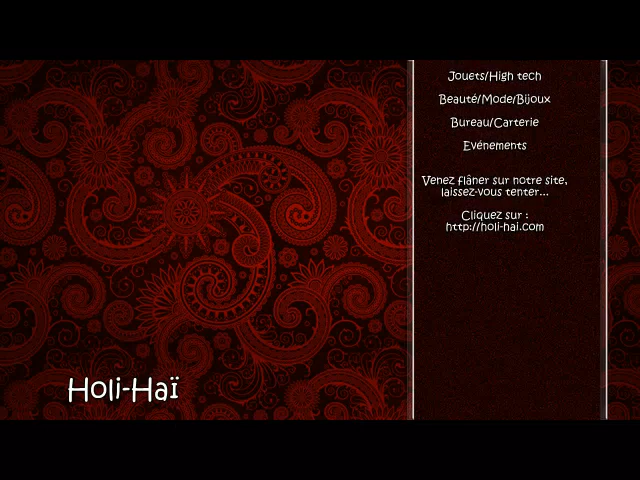 Jouets/High tech
Beauté/Mode/Bijoux
Bureau/Carterie
Evénements
Venez flâner sur notre site,
laissez-vous tenter...
Cliquez sur :
http://holi-hai.com
Holi-Haï